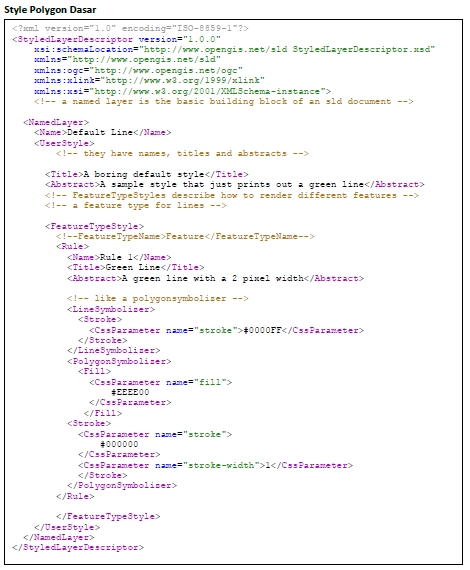 Style Polygon Dasar
<?xml version="1.0" encoding="ISO-8859-1"?>
<StyledLayerDescriptor version="1.0.0"
xsi:schemaLocation="http://www.opengis.net/sld StyledLayerDescriptor.xsd"
xmlns="http://www.opengis.net/sld"
xmlns:ogc="http://www.opengis.net/ogc"
xmlns:xlink="http://www.w3.org/1999/xlink"
xmlns:xsi="http://www.w3.org/2001/XMLSchema-instance">
<!-- a named layer is the basic building block of an sld document -->
<NamedLayer>
<Name>Default Line</Name>
<UserStyle>
<!-- they have names, titles and abstracts -->
<Title>A boring default style</Title>
<Abstract>A sample style that just prints out a green line</Abstract>
<!-- FeatureTypeStyles describe how to render different features -->
<!-- a feature type for lines -->
<FeatureTypeStyle>
<!--FeatureTypeName>Feature</FeatureTypeName-->
<Rule>
<Name>Rule 1</Name>
<Title>Green Line</Title>
<Abstract>A green line with a 2 pixel width</Abstract>
<!-- like a polygonsymbolizer -->
<LineSymbolizer>
<Stroke>
<CssParameter name="stroke">#0000FF</CssParameter>
</Stroke>
</LineSymbolizer>
<PolygonSymbolizer>
<Fill>
<CssParameter name="fill">
#EEEE00
</CssParameter>
</Fill>
<Stroke>
<CssParameter name="stroke">
#000000
</CssParameter>
<CssParameter name="stroke-width">1</CssParameter>
</Stroke>
</PolygonSymbolizer>
</Rule>
</FeatureTypeStyle>
</UserStyle>
</NamedLayer>
</StyledLayerDescriptor>